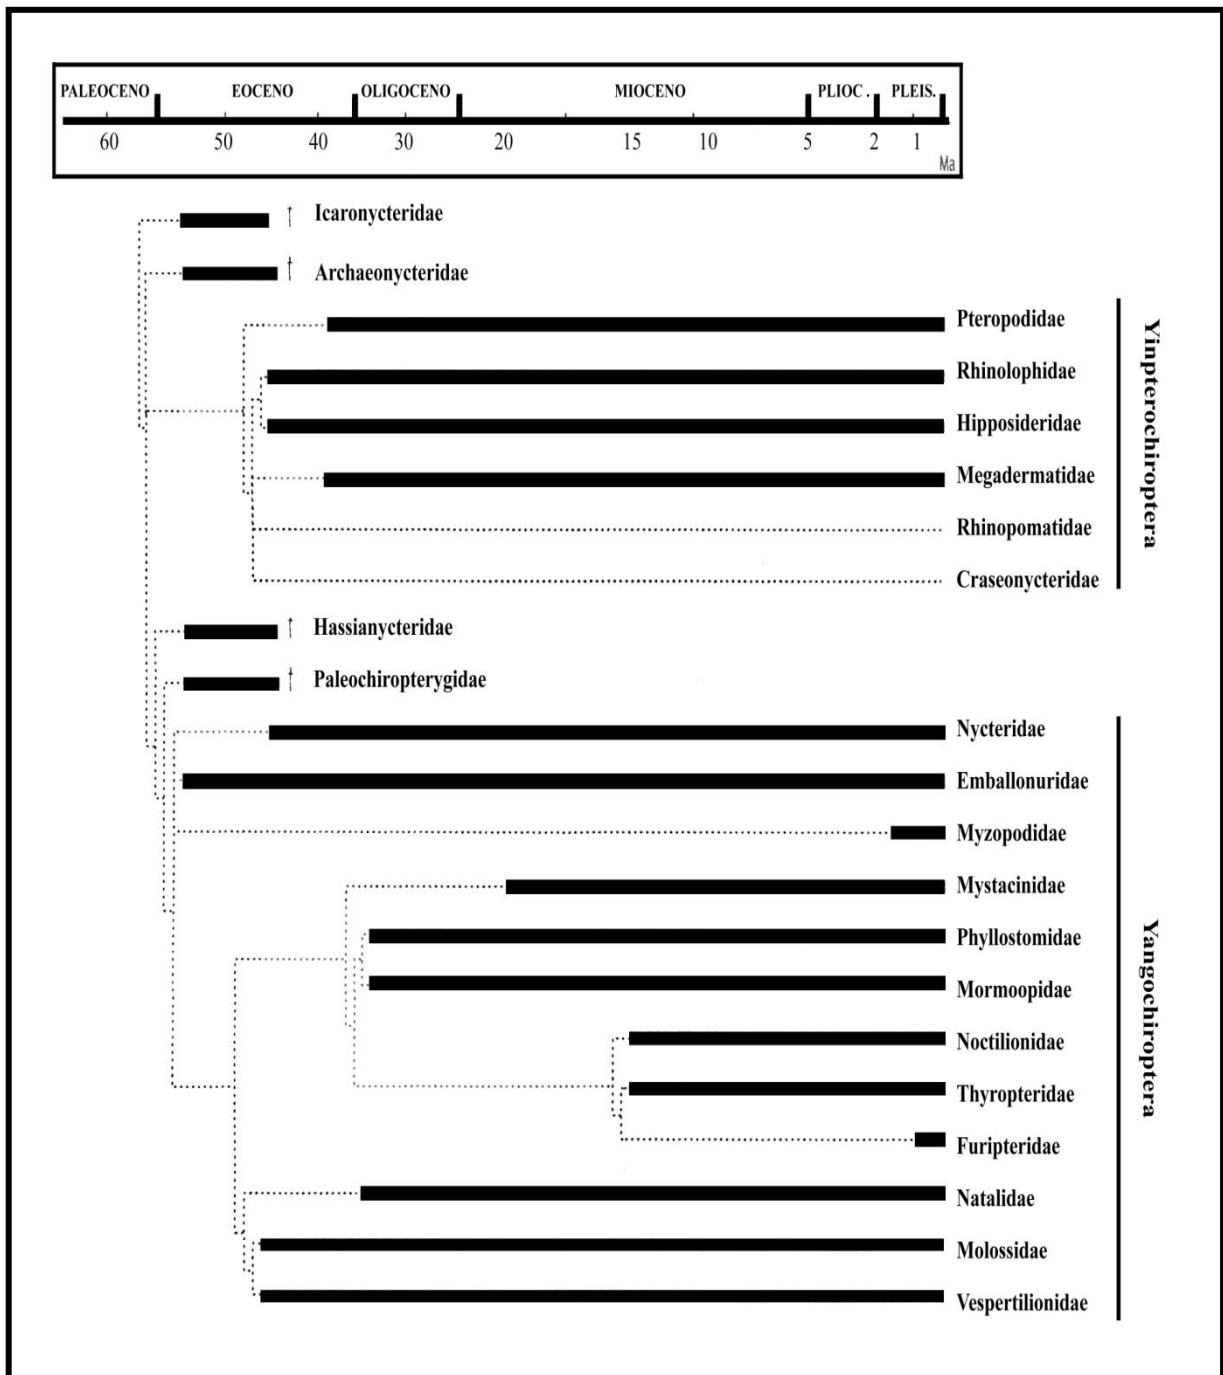 PALEOCENO EOCENO OLIGOCENO MIOCENO PLIOC . PLEIS.
60 50 40 30 20 15 10 5 2 1
Ma
† Icaronycteridae
† Archaeonycteridae
Pteropodidae
Rhinolophidae
Hipposideridae
Megadermatidae
Rhinopomatidae
Craseonycteridae
Yinpterochiroptera
† Hassianycteridae
† Paleochiropterygidae
Nycteridae
Emballonuridae
Myzopodidae
Mystacinidae
Phyllostomidae
Mormoopidae
Noctilionidae
Thyropteridae
Furipteridae
Natalidae
Molossidae
Vespertilionidae
Yangochiroptera